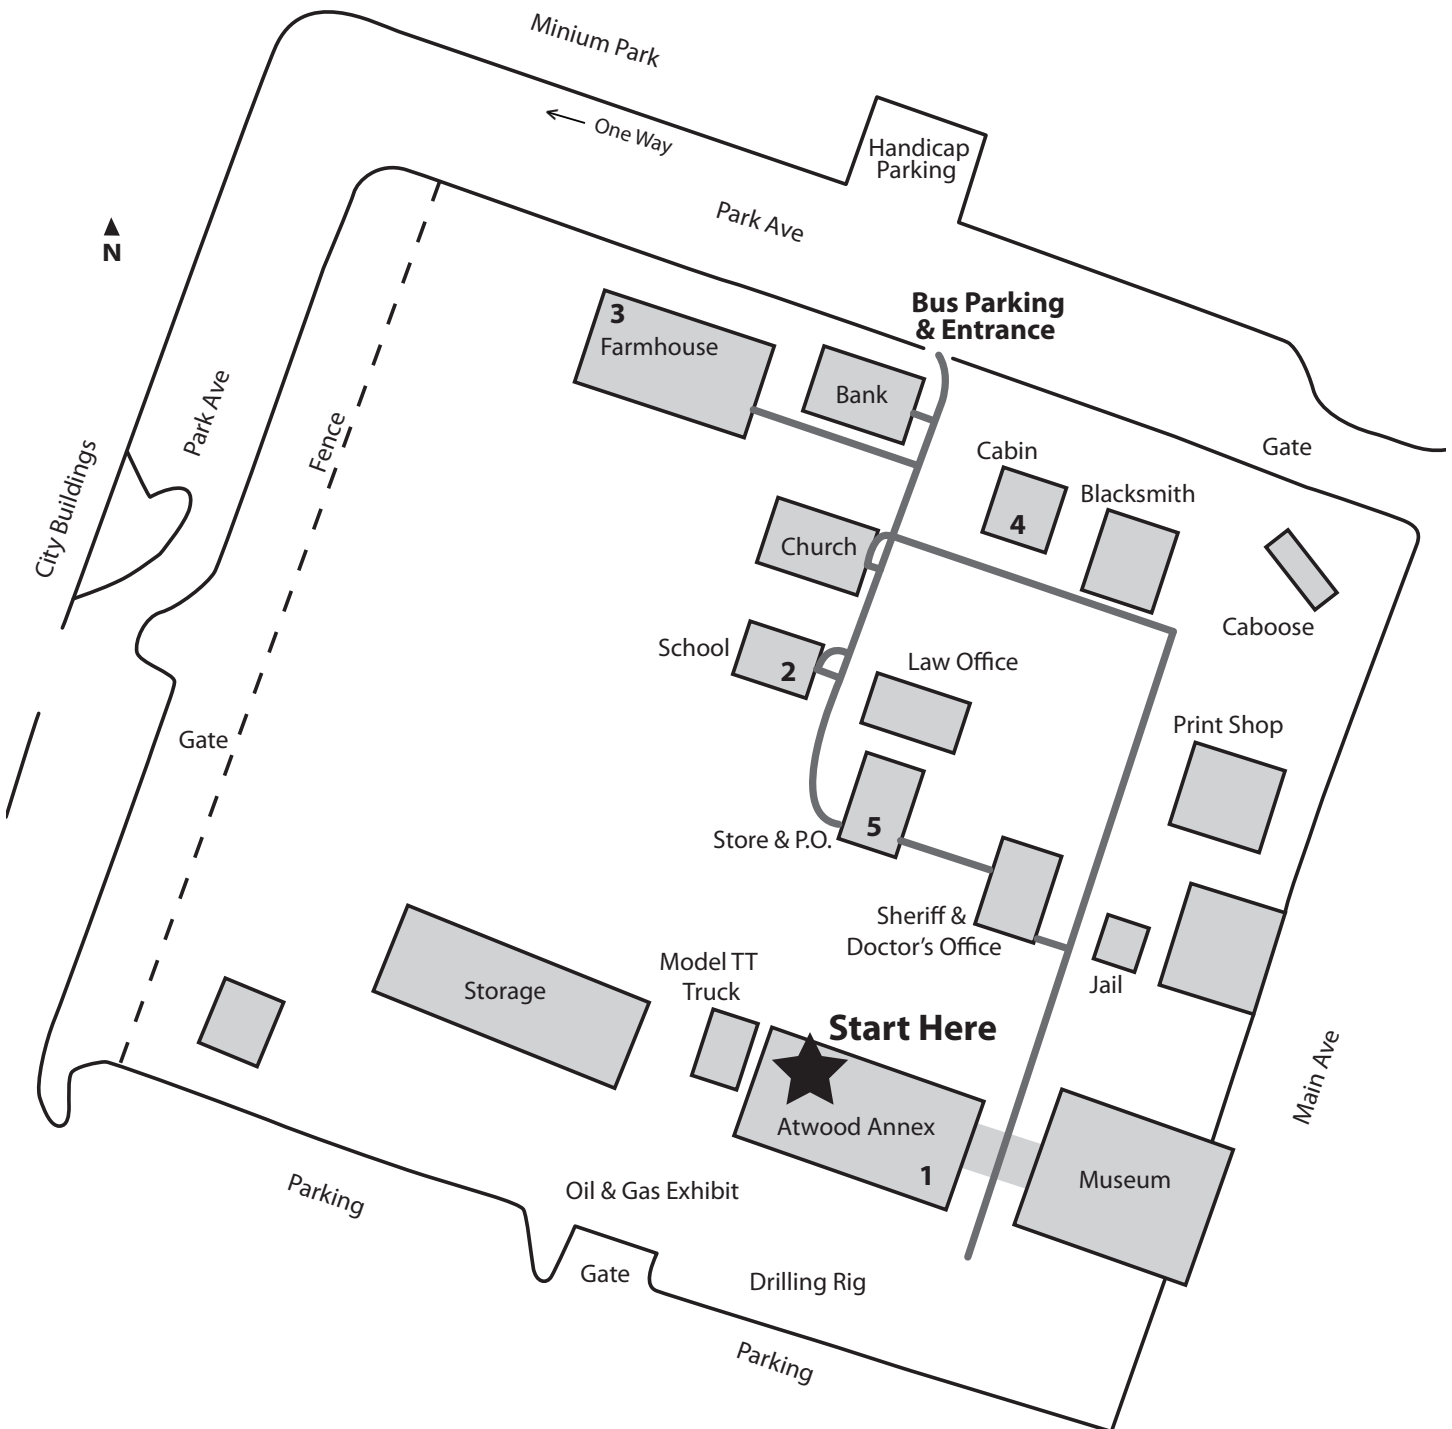 Minium Park
One Way
Handicap
Parking
Park Ave
N
Bus Parking
& Entrance
3
Farmhouse
Bank
Park Ave
Fence
Gate
Cabin
4
Blacksmith
City Buildings
Church
Caboose
School
2
Law Office
Print Shop
Gate
5
Store & P.O.
Sheriff &
Doctor's Office
Jail
Storage
Model TT
Truck
Start Here
Main Ave
Atwood Annex
1
Museum
Parking
Oil & Gas Exhibit
Gate
Drilling Rig
Parking